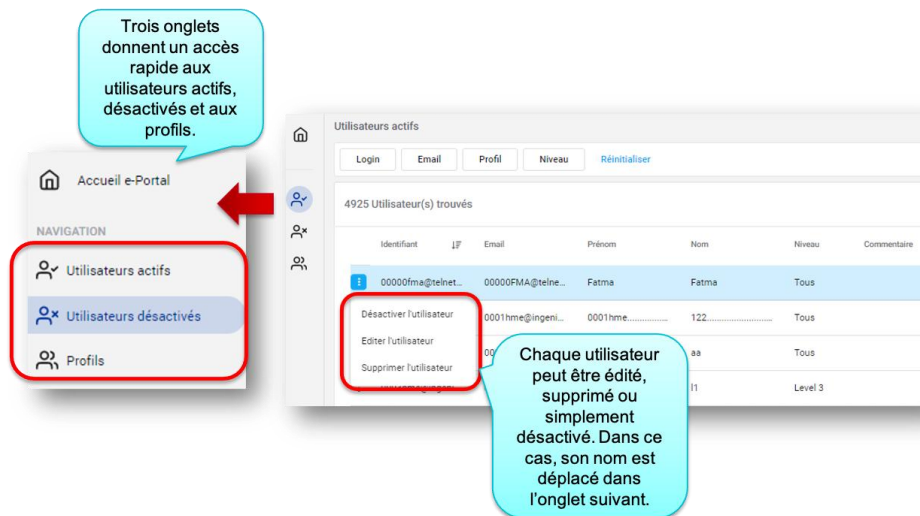 Trois onglets
donnent un accès
rapide aux
utilisateurs actifs,
désactivés et aux
profils.
Accueil e-Portal
NAVIGATION
Utilisateurs actifs
Utilisateurs désactivés
Profils
Utilisateurs actifs
Login Email Profil Niveau Réinitialiser
4925 Utilisateur(s) trouvés
Identifiant Email Prénom Nom Niveau Commentaire
00000fma@telnet... 00000FMA@telne... Fatma Fatma Tous
Désactiver l'utilisateur
Editer l'utilisateur
Supprimer l'utilisateur
0001hme@ingeni... 0001hme................ 122........................ Tous
aa Tous
l1 Level 3
Chaque utilisateur
peut être édité,
supprimé ou
simplement
désactivé. Dans ce
cas, son nom est
déplacé dans
l'onglet suivant.